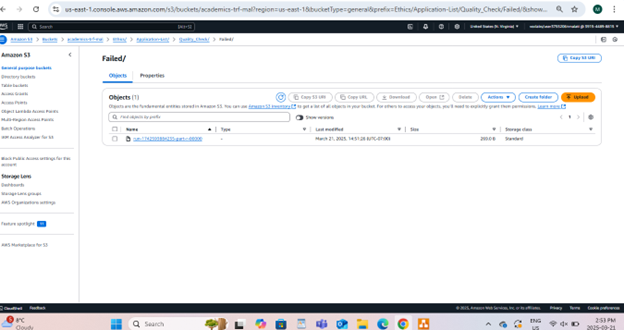 us-east-1.console.aws.amazon.com/s3/buckets/academics-trf-mal?region=us-east-1&bucketType=general&prefix=Ethics/Application-List/Quality_Check/Failed/&show...
Search
[Alt+S]
United States (N. Virginia)
Amazon S3 > Buckets > academics-trf-mal > Ethics/ > Application-List/ > Quality_Check/ > Failed/
Amazon S3
General purpose buckets
Directory buckets
Table buckets
Access Grants
Access Points
Object Lambda Access Points
Multi-Region Access Points
Batch Operations
IAM Access Analyzer for S3
Block Public Access settings for this account
Storage Lens
Dashboards
Storage Lens groups
AWS Organizations settings
Feature spotlight
AWS Marketplace for S3
Failed/
Copy S3 URI
Objects
Properties
Objects (1)
Copy S3 URI
Copy URL
Download
Open
Delete
Actions
Create folder
Upload
Objects are the fundamental entities stored in Amazon S3. You can use Amazon S3 inventory to get a list of all objects in your bucket. For others to access your objects, you'll need to explicitly grant them permissions. Learn more
Find objects by prefix
Show versions
1
Name
Type
Last modified
Size
Storage class
-
March 21, 2025, 14:51:28 (UTC-07:00)
Standard
CloudShell
Feedback
© 2025, Amazon Web Services, Inc. or its affiliates.
Privacy
Terms
Cookie preferences
8°C
Cloudy
Search
ENG
US
2:53 PM
2025-03-21